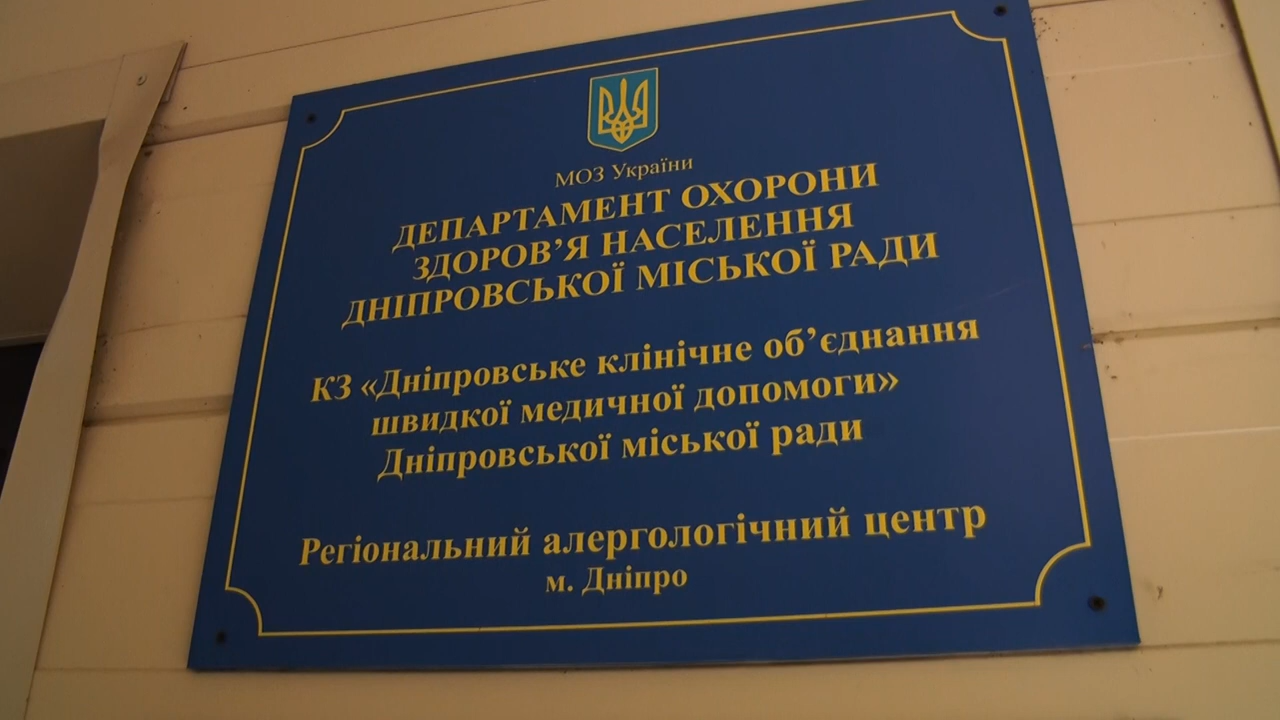 МОЗ України
ДЕПАРТАМЕНТ ОХОРОНИ
ЗДОРОВ’Я НАСЕЛЕННЯ
ДНІПРОВСЬКОЇ МІСЬКОЇ РАДИ
КЗ «Дніпровське клінічне об’єднання
швидкої медичної допомоги»
Дніпровської міської ради
Регіональний алергологічний центр
м. Дніпро